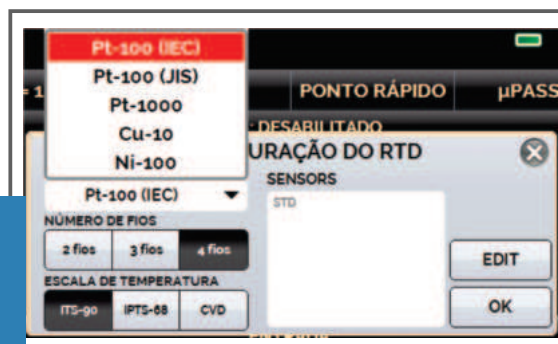 Pt-100 (IEC)
Pt-100 (JIS)
Pt-1000
Cu-10
Ni-100
= 1
PONTO RÁPIDO
µPASS
DESABILITADO
URAÇÃO DO RTD
Pt-100 (IEC)
SENSORS
STD
NÚMERO DE FIOS
2 fios 3 fios 4 fios
EDIT
ESCALA DE TEMPERATURA
ITS-90 IPTS-68 CVD
OK